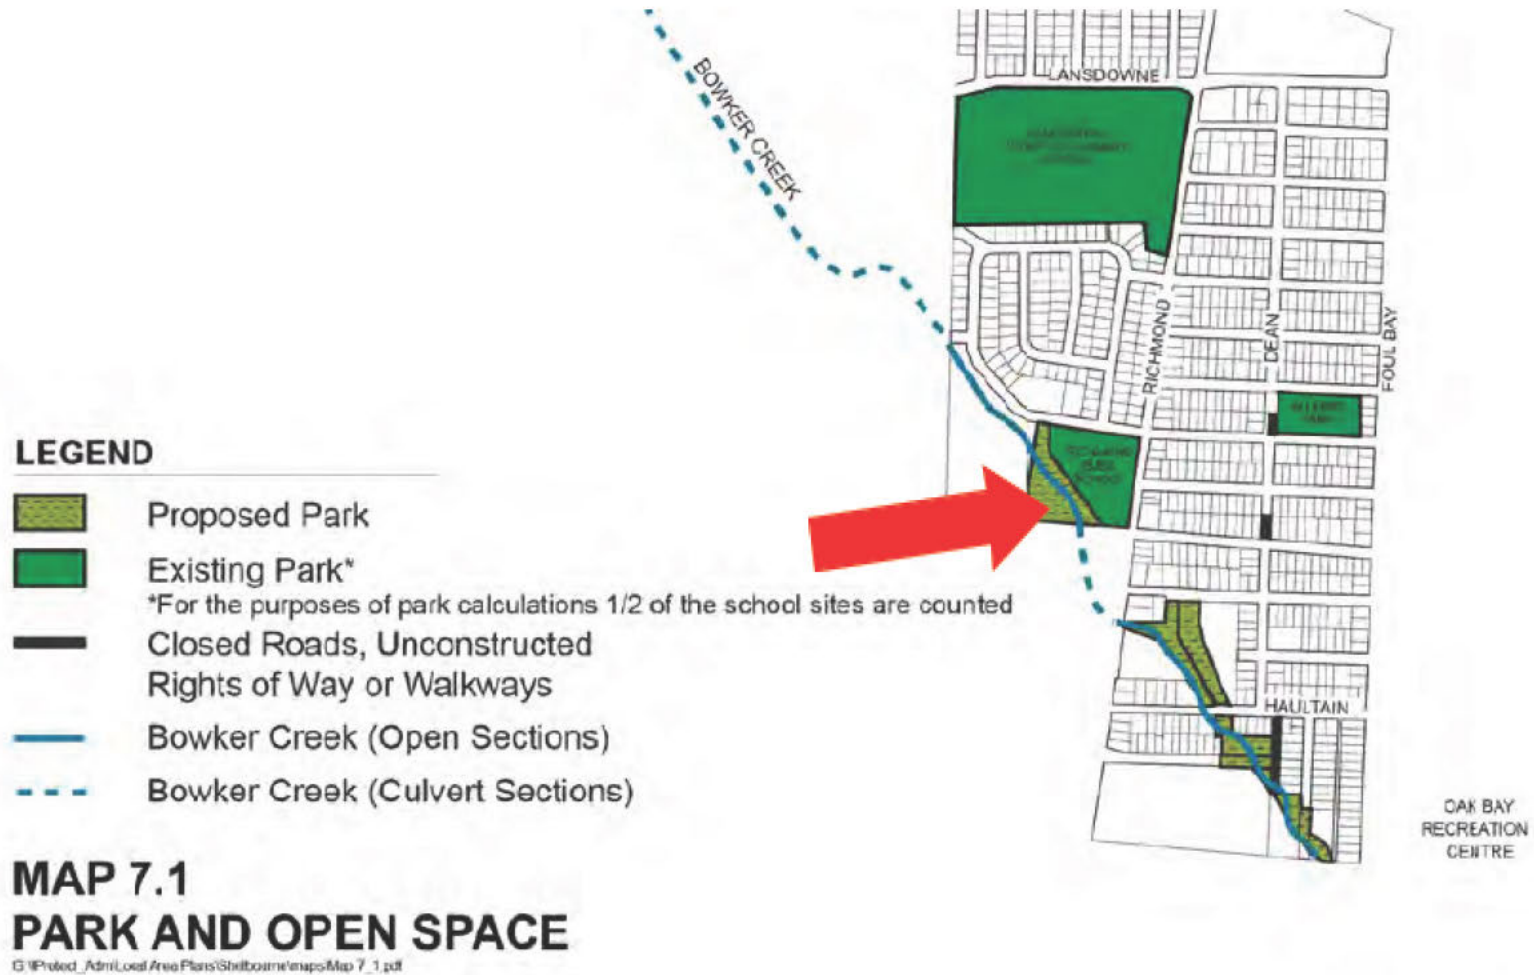 BOWKER CREEK
LANSDOWNE
RICHMOND
DEAN
FOUL BAY
HAULTAIN
OAK BAY
RECREATION
CENTRE
LEGEND
Proposed Park
Existing Park*
*For the purposes of park calculations 1/2 of the school sites are counted
Closed Roads, Unconstructed
Rights of Way or Walkways
Bowker Creek (Open Sections)
Bowker Creek (Culvert Sections)
MAP 7.1
PARK AND OPEN SPACE